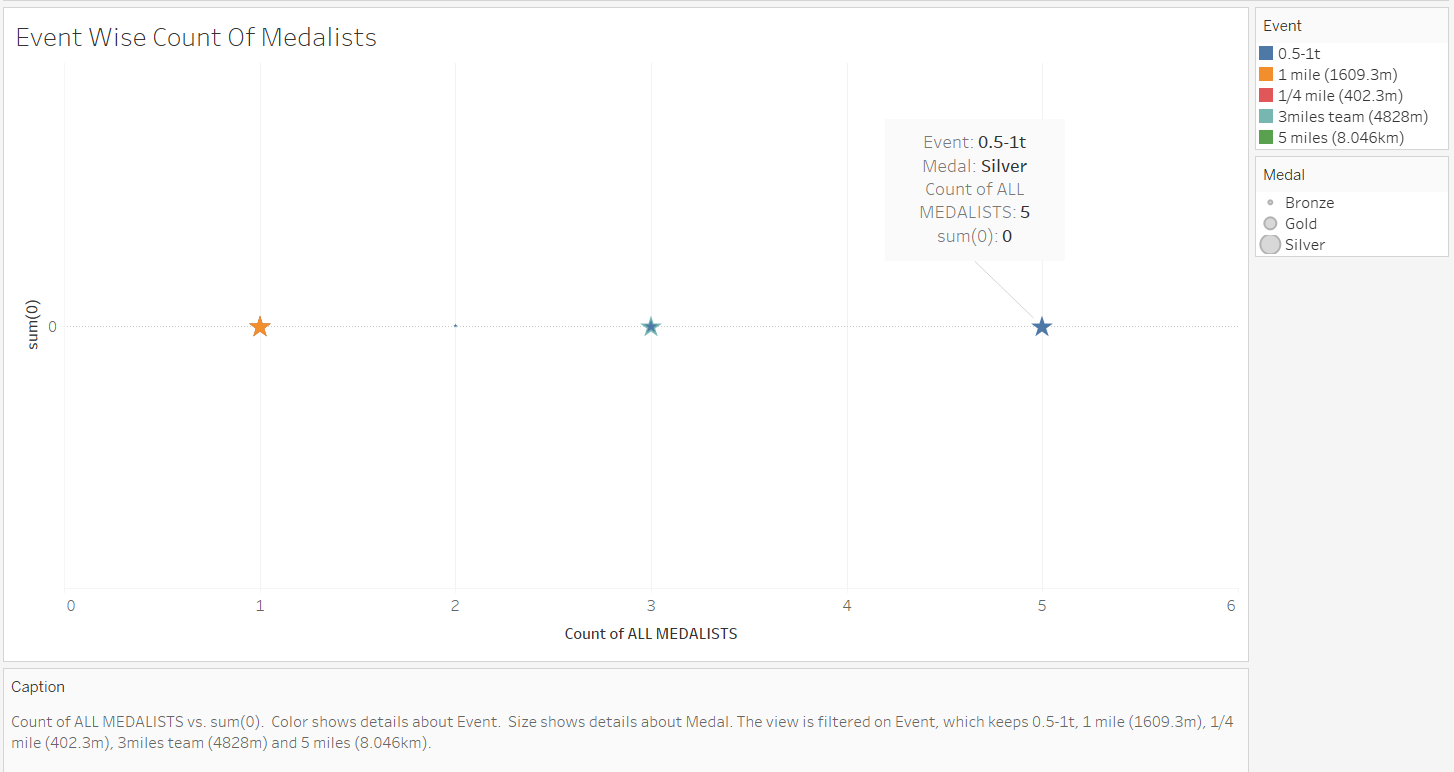 Event Wise Count Of Medalists
Event: 0.5-1t
Medal: Silver
Count of ALL
MEDALISTS: 5
sum(0): 0
sum(0)
0
0 1 2 3 4 5 6
Count of ALL MEDALISTS
Event
0.5-1t
1 mile (1609.3m)
1/4 mile (402.3m)
3miles team (4828m)
5 miles (8.046km)
Medal
Bronze
Gold
Silver
Caption
Count of ALL MEDALISTS vs. sum(0).  Color shows details about Event.  Size shows details about Medal. The view is filtered on Event, which keeps 0.5-1t, 1 mile (1609.3m), 1/4
mile (402.3m), 3miles team (4828m) and 5 miles (8.046km).